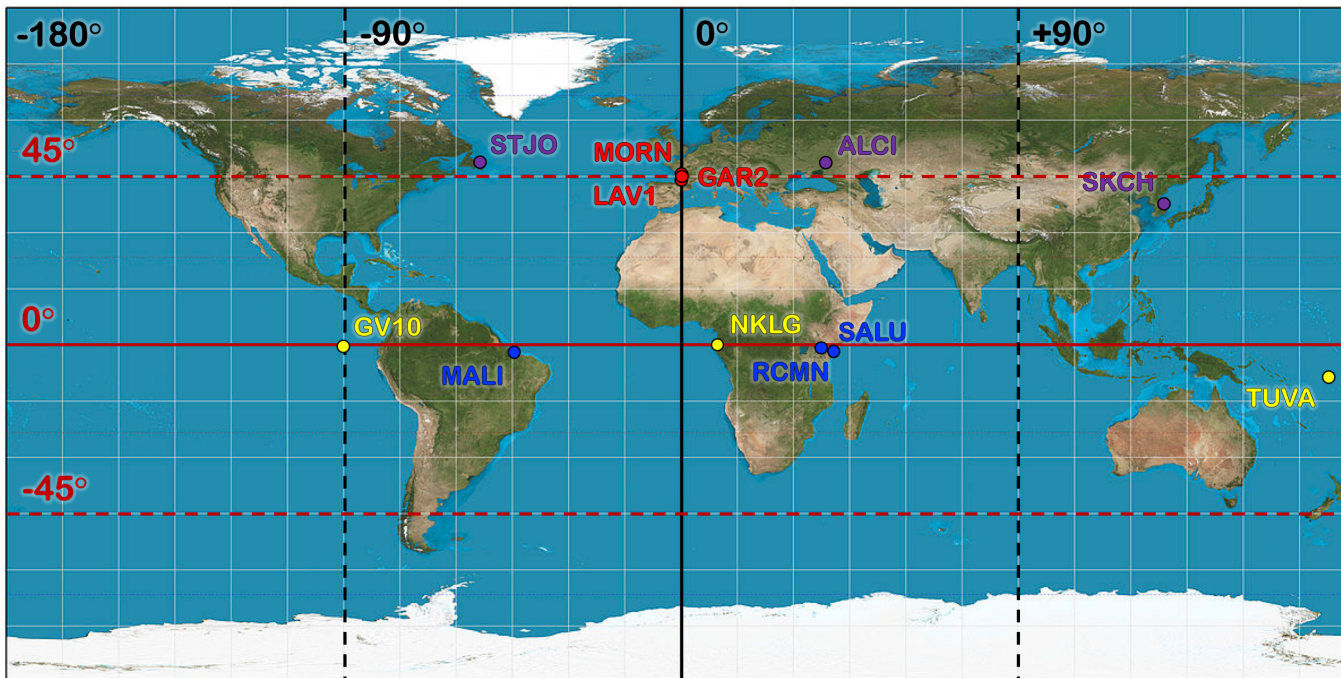 -180°
-90°
0°
+90°
STJO
ALCI
45°
MORN
GAR2
SKCH
LAV1
0°
GV10
NKLG
SALU
MALI
RCMN
TUVA
-45°